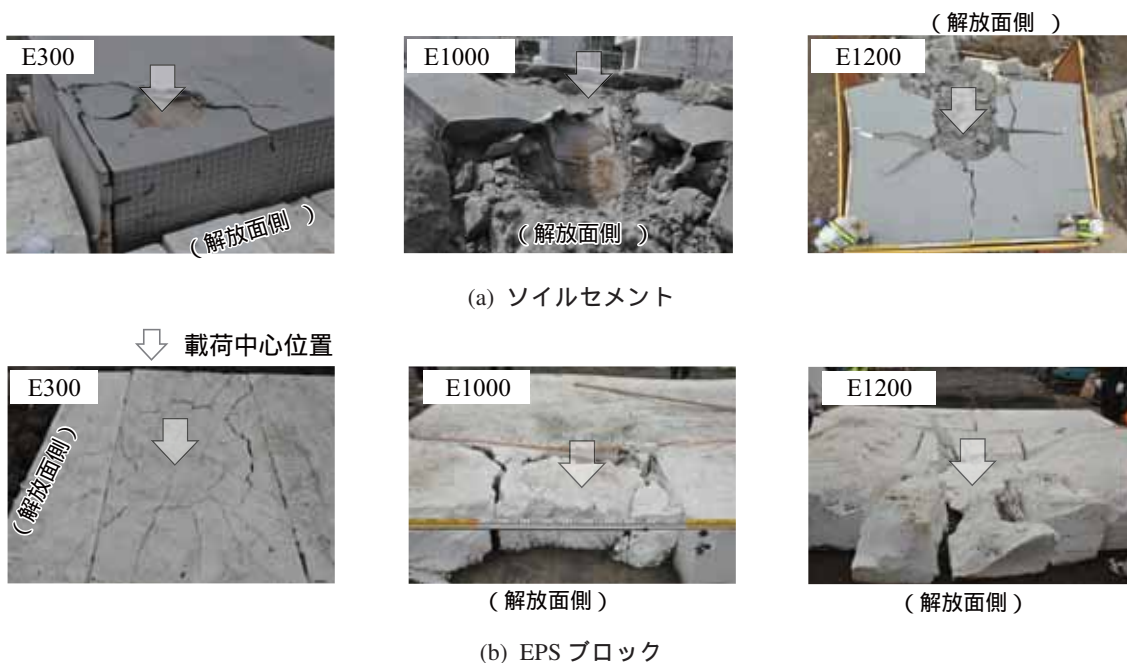 (解放面側 )
E300
E1000
E1200
(解放面側 )
(解放面側 )
(a) ソイルセメント
載荷中心位置
E300
E1000
E1200
(解放面側)
(解放面側)
(解放面側)
(b) EPS ブロック